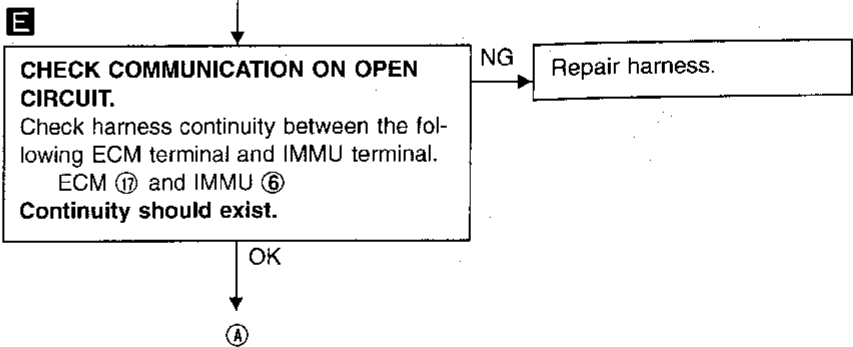 E
CHECK COMMUNICATION ON OPEN
CIRCUIT.
Check harness continuity between the fol-
lowing ECM terminal and IMMU terminal.
ECM ⑰ and IMMU ⑥
Continuity should exist.
NG
Repair harness.
OK
Ⓐ